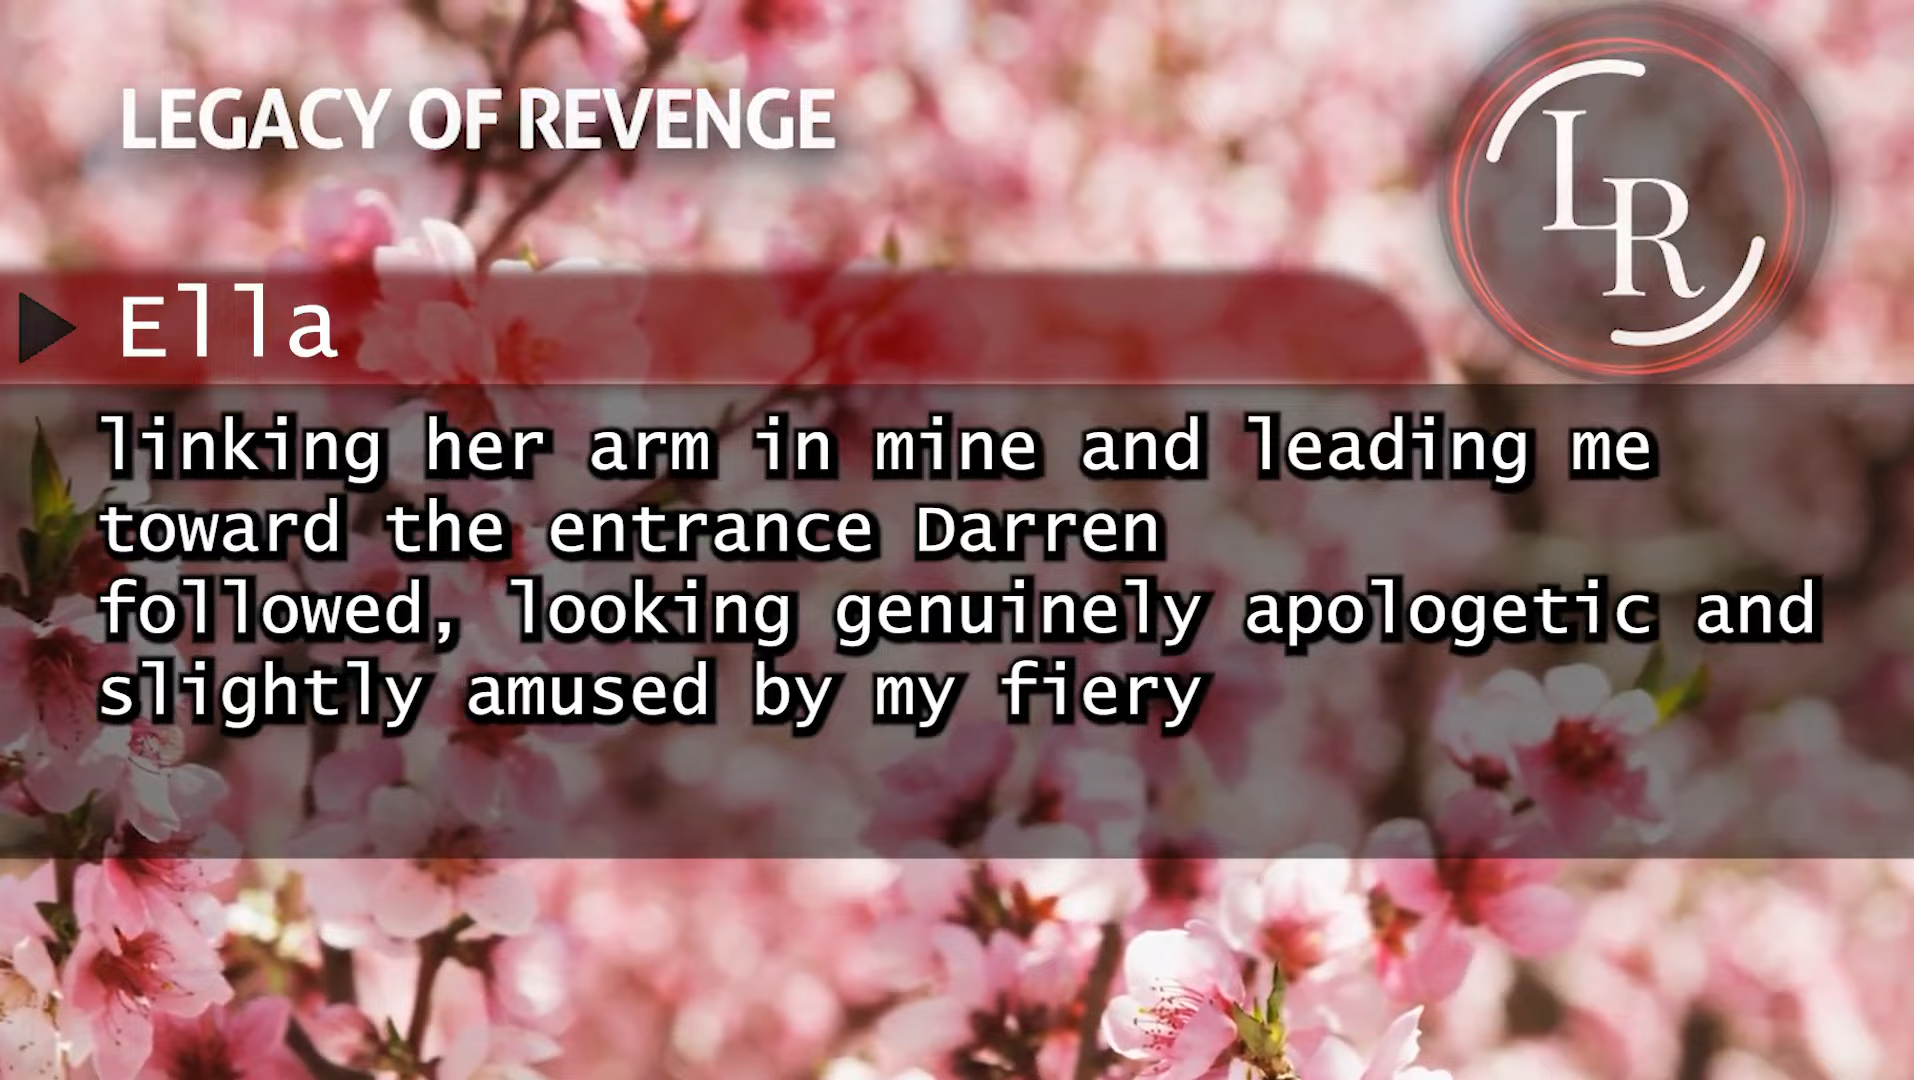 LEGACY OF REVENGE
LR
Ella
linking her arm in mine and leading me
toward the entrance Darren
followed, looking genuinely apologetic and
slightly amused by my fiery